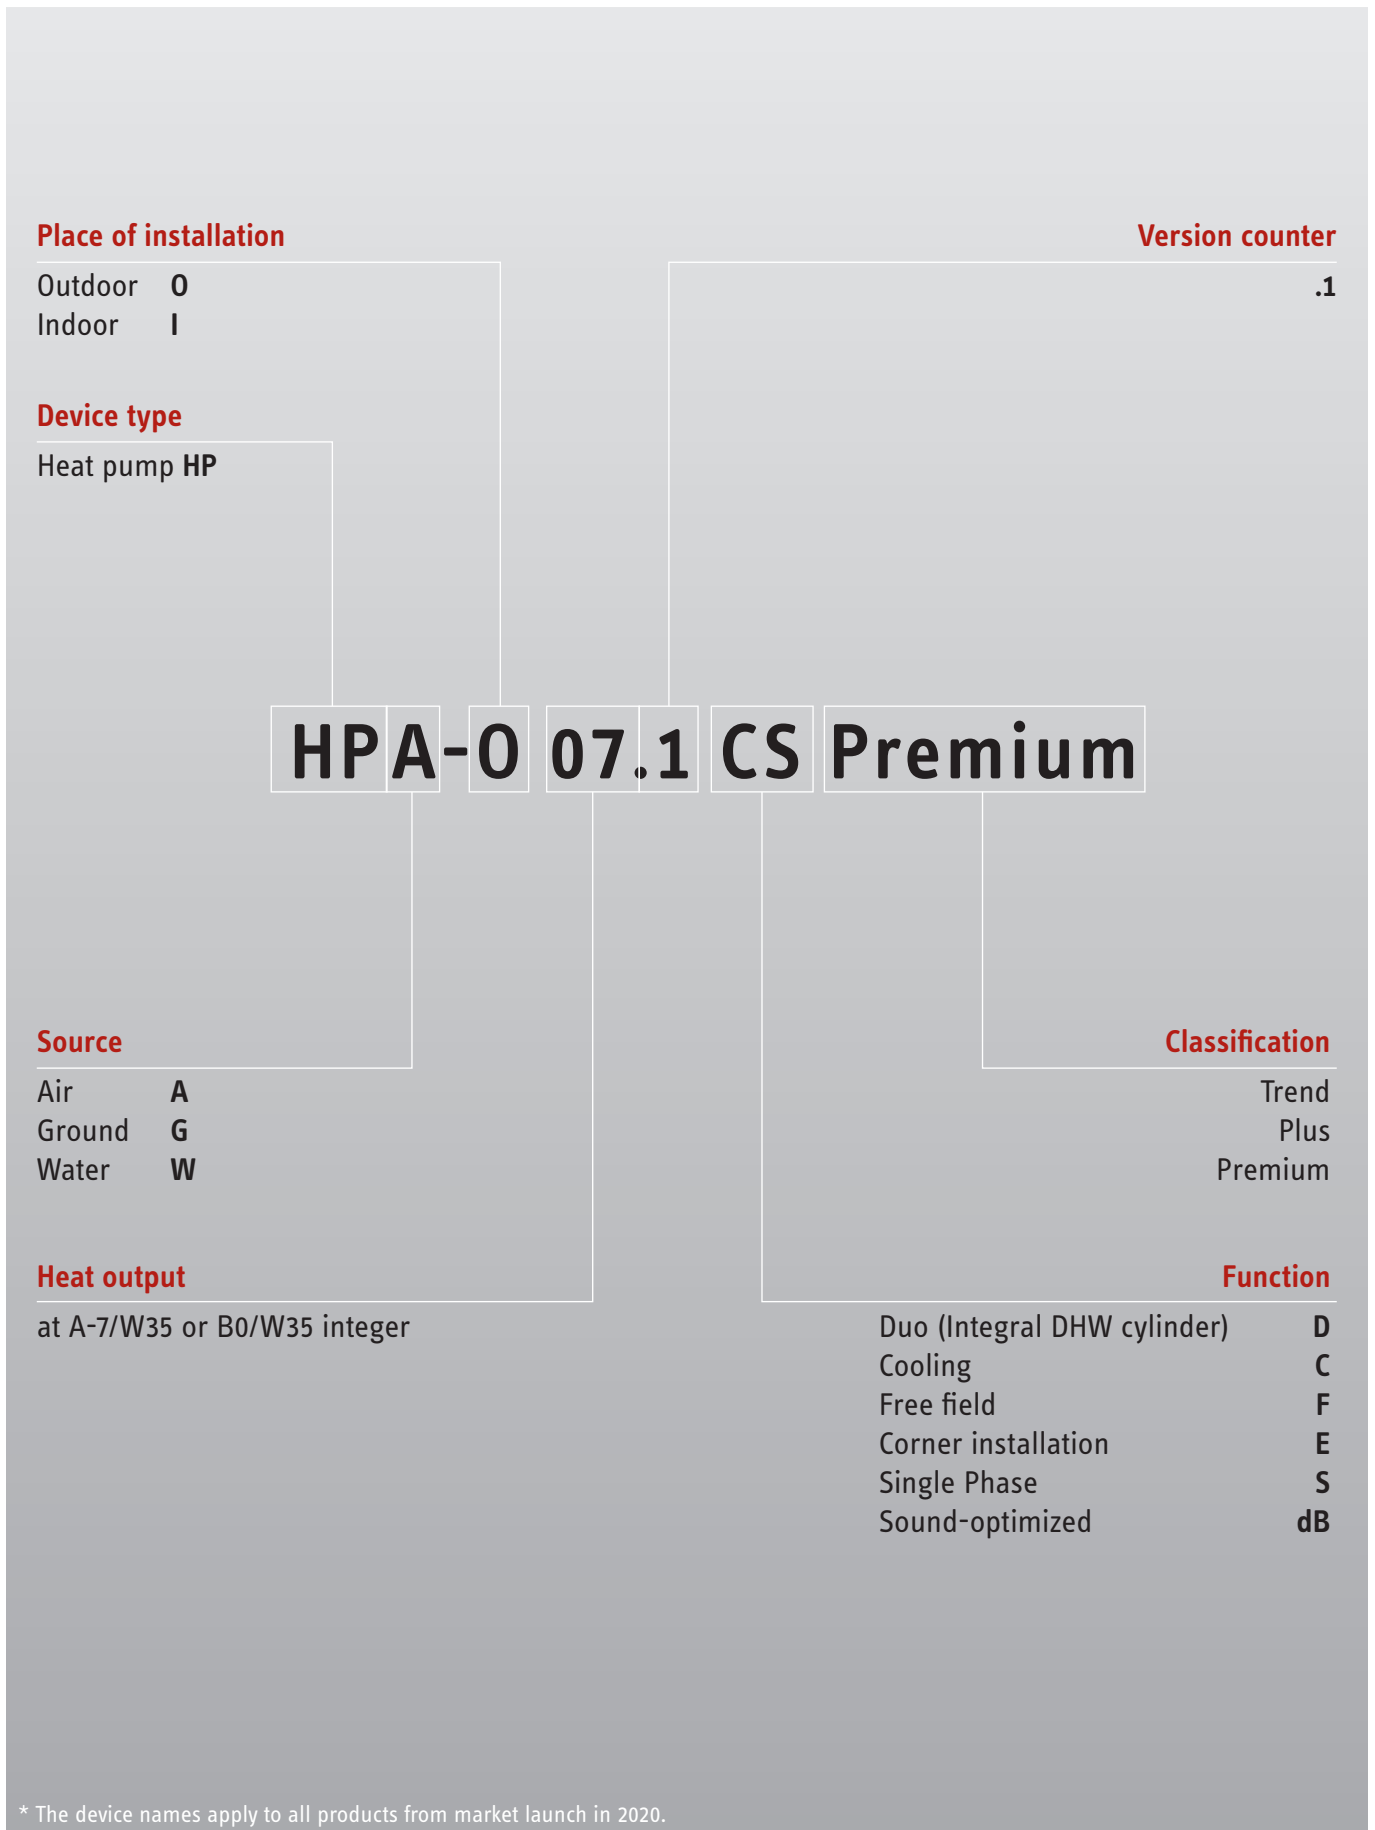 Place of installation
Outdoor O
Indoor I
Version counter
.1
Device type
Heat pump HP
HPA-O 07.1 CS Premium
Source
Air A
Ground G
Water W
Classification
Trend
Plus
Premium
Heat output
at A-7/W35 or B0/W35 integer
Function
Duo (Integral DHW cylinder) D
Cooling C
Free field F
Corner installation E
Single Phase S
Sound-optimized dB
* The device names apply to all products from market launch in 2020.